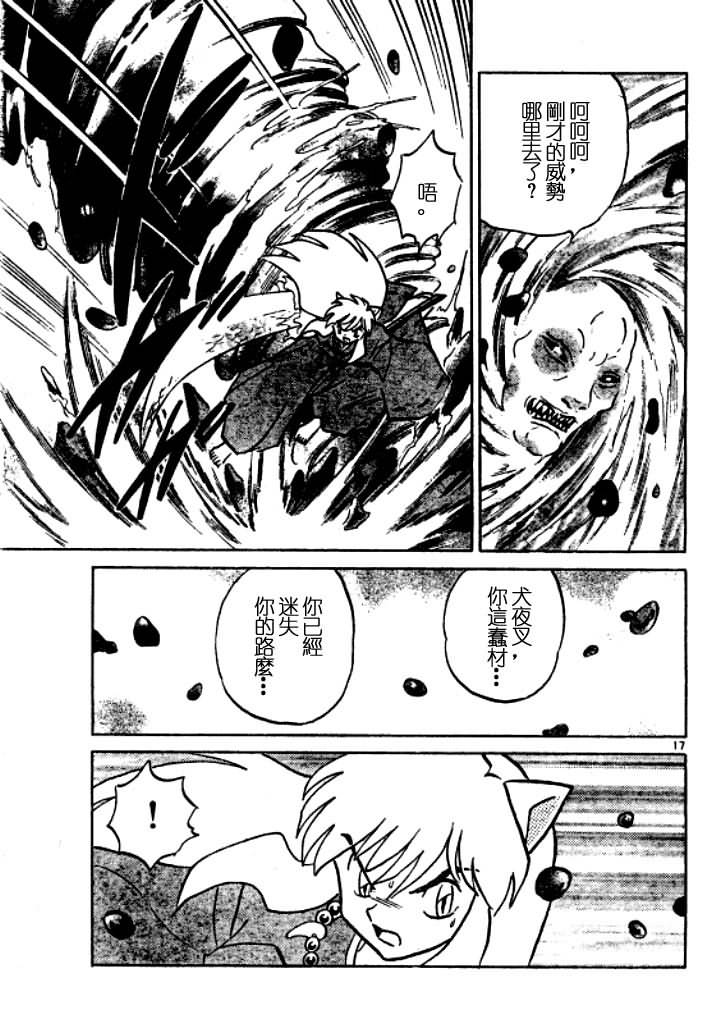 呵呵呵，
剛才的威勢
哪里去了？
唔。
犬夜叉，
你這蠢材…
你已經
迷失
你的路麼…
17
！